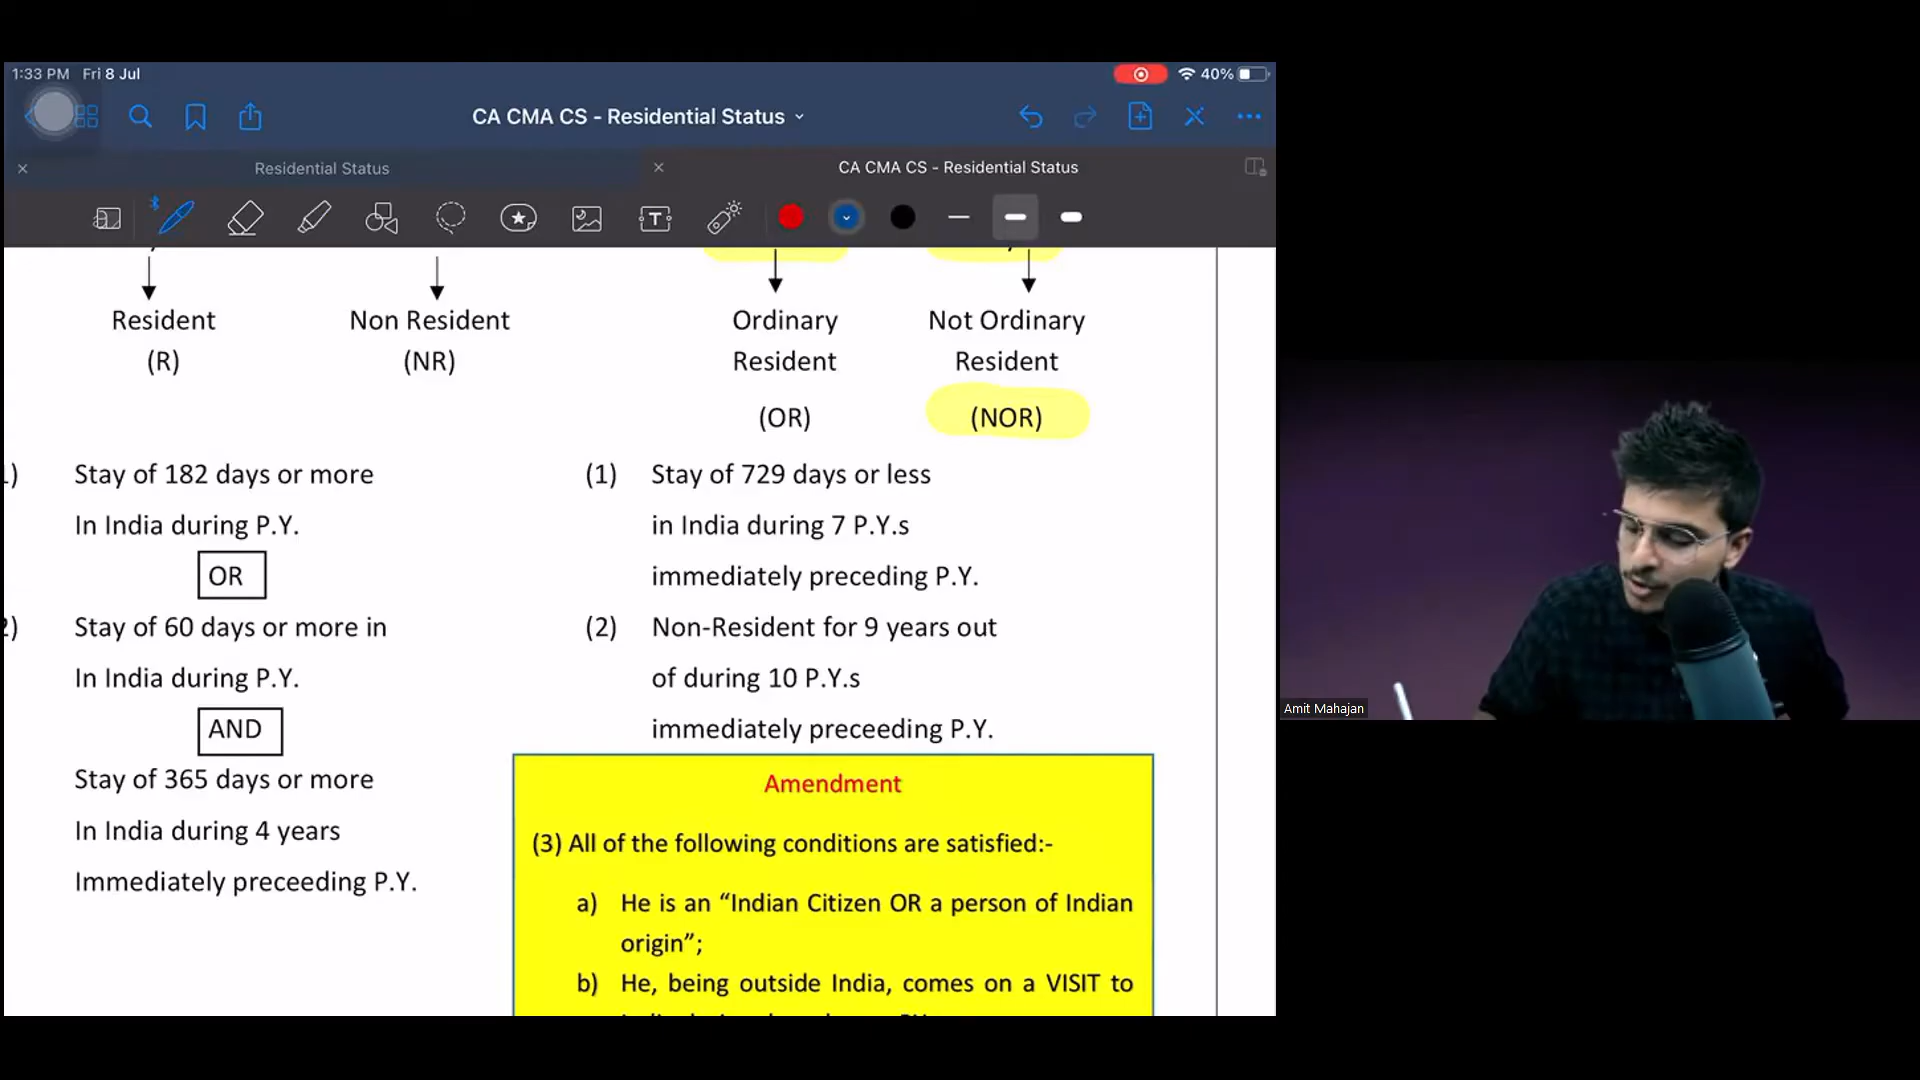 1:33 PM Fri 8 Jul
40%
CA CMA CS - Residential Status
Residential Status
CA CMA CS - Residential Status
T
Resident
(R)
Non Resident
(NR)
Ordinary
Resident
(OR)
Not Ordinary
Resident
(NOR)
1)
Stay of 182 days or more
In India during P.Y.
OR
2)
Stay of 60 days or more in
In India during P.Y.
AND
Stay of 365 days or more
In India during 4 years
Immediately preceeding P.Y.
(1) Stay of 729 days or less
in India during 7 P.Y.s
immediately preceding P.Y.
(2) Non-Resident for 9 years out
of during 10 P.Y.s
immediately preceeding P.Y.
Amendment
(3) All of the following conditions are satisfied:-
a) He is an “Indian Citizen OR a person of Indian
origin”;
b) He, being outside India, comes on a VISIT to
Amit Mahajan